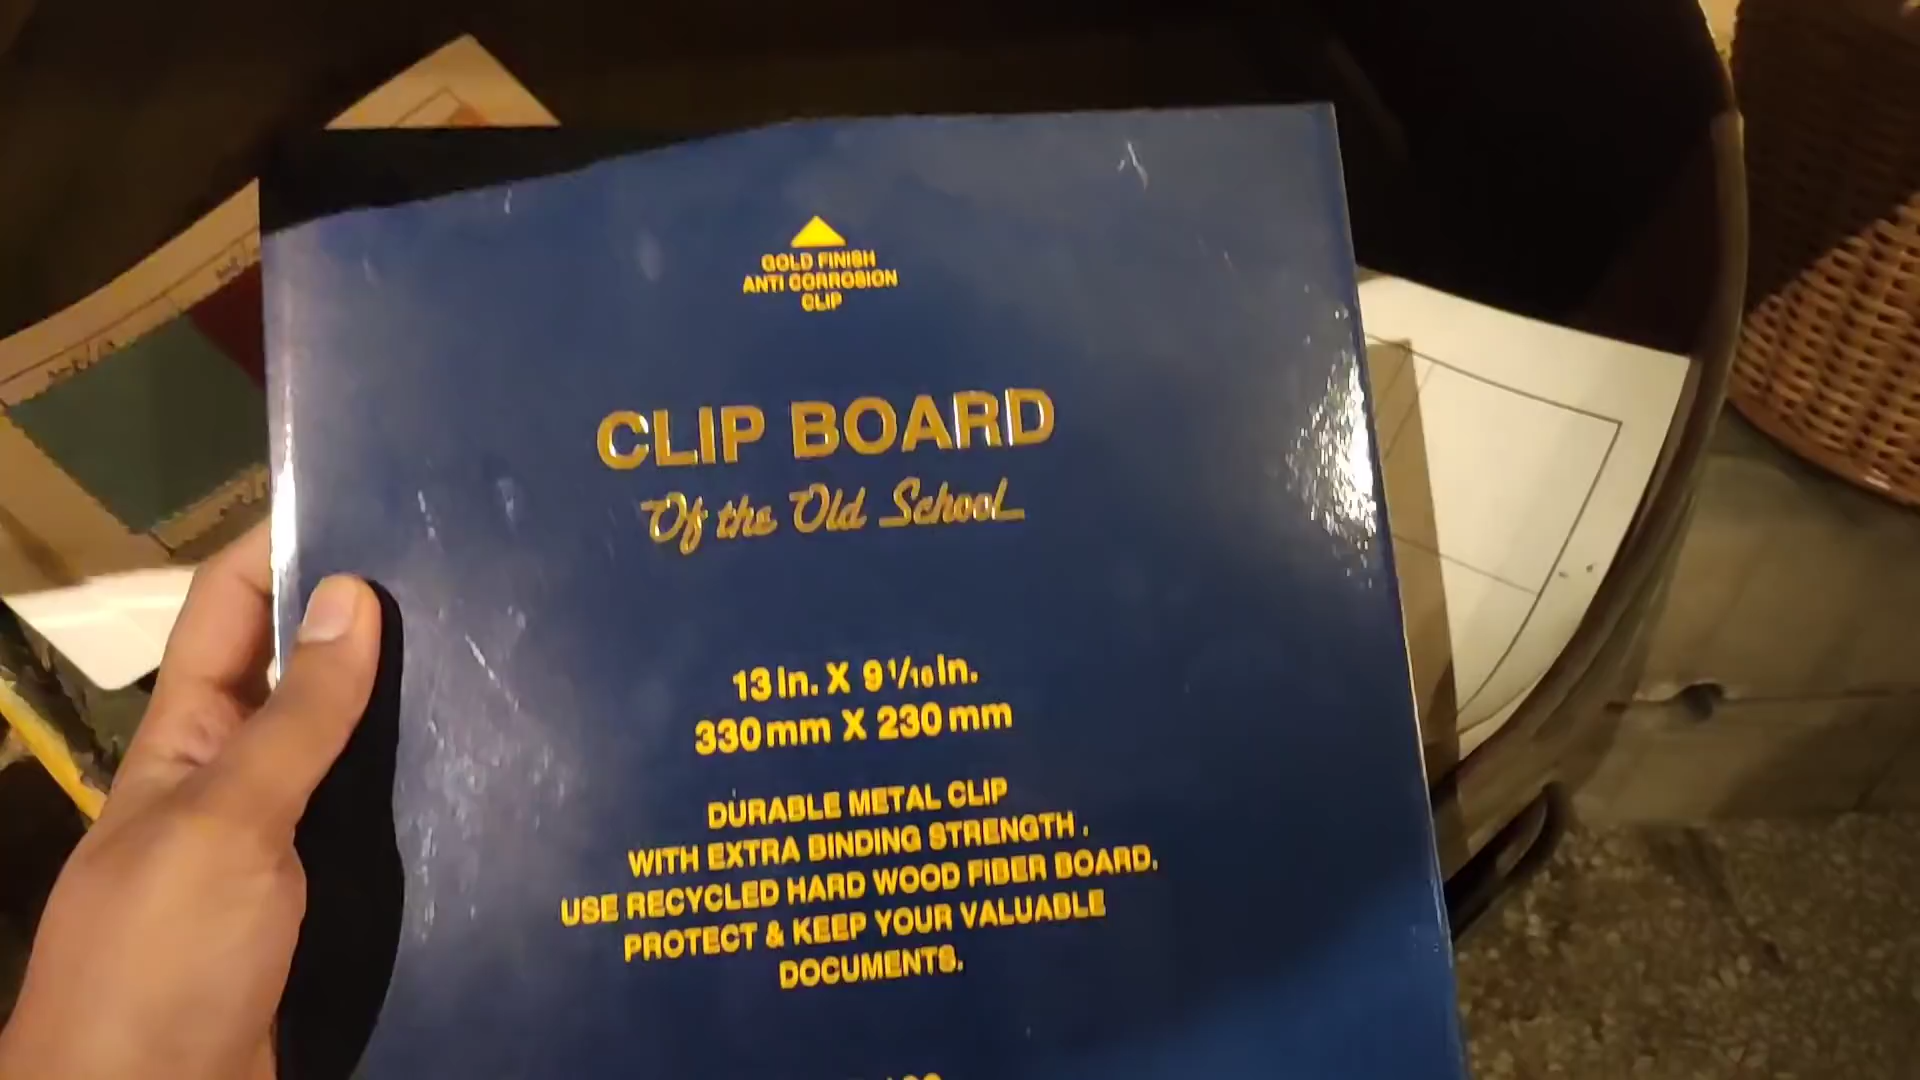 GOLD FINISH
ANTI CORROSION
CLIP
CLIP BOARD
Of the Old School
13 In. X 9 1/16 In.
330 mm X 230 mm
DURABLE METAL CLIP
WITH EXTRA BINDING STRENGTH .
USE RECYCLED HARD WOOD FIBER BOARD.
PROTECT & KEEP YOUR VALUABLE
DOCUMENTS.